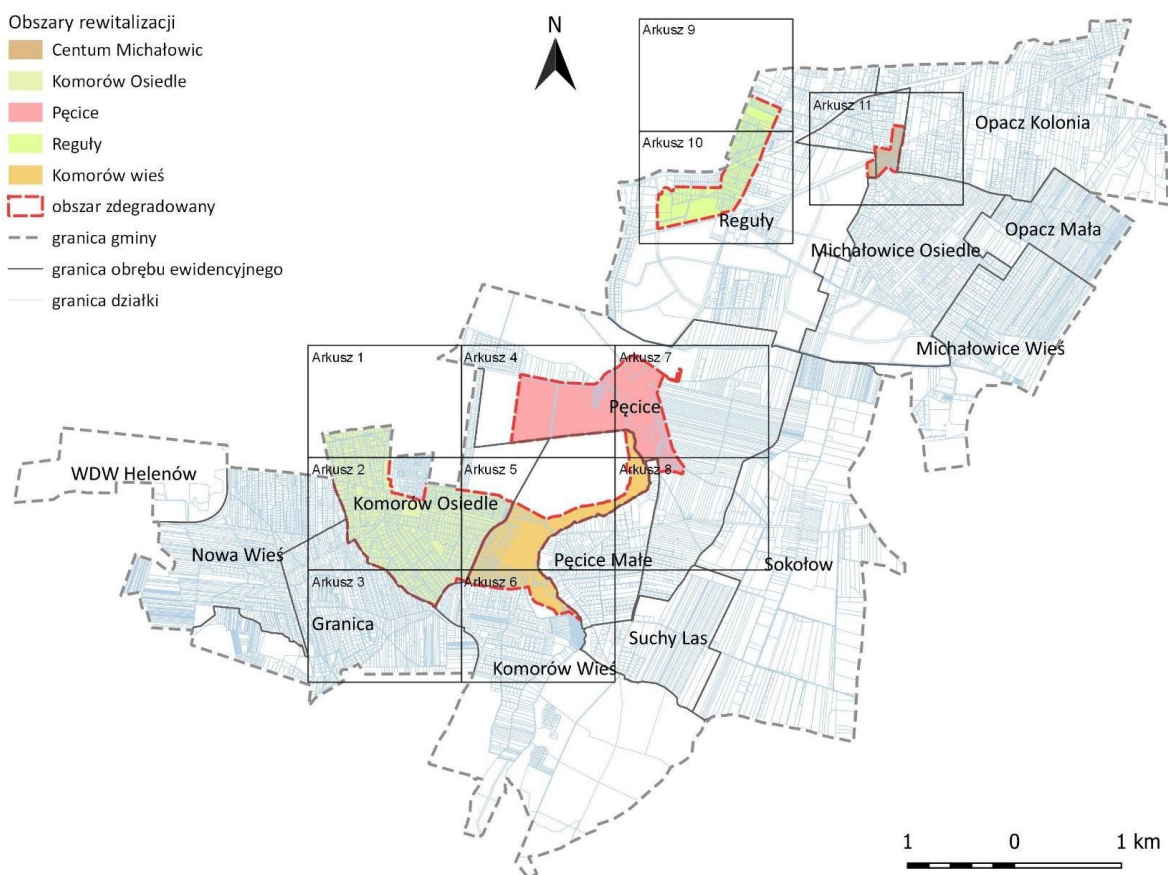 Obszary rewitalizacji
Centum Michałowic
Komorów Osiedle
Pęcice
Reguły
Komorów wieś
obszar zdegradowany
granica gminy
granica obrębu ewidencyjnego
granica działki
N
Arkusz 9
Arkusz 11
Opacz Kolonia
Arkusz 10
Reguły
Opacz Mała
Michałowice Osiedle
Michałowice Wieś
Arkusz 1
Arkusz 4
Arkusz 7
Pęcice
WDW Helenów
Arkusz 2
Arkusz 5
Arkusz 8
Komorów Osiedle
Nowa Wieś
Pęcice Małe
Sokołow
Arkusz 3
Arkusz 6
Granica
Suchy Las
Komorów Wieś
1 0 1 km